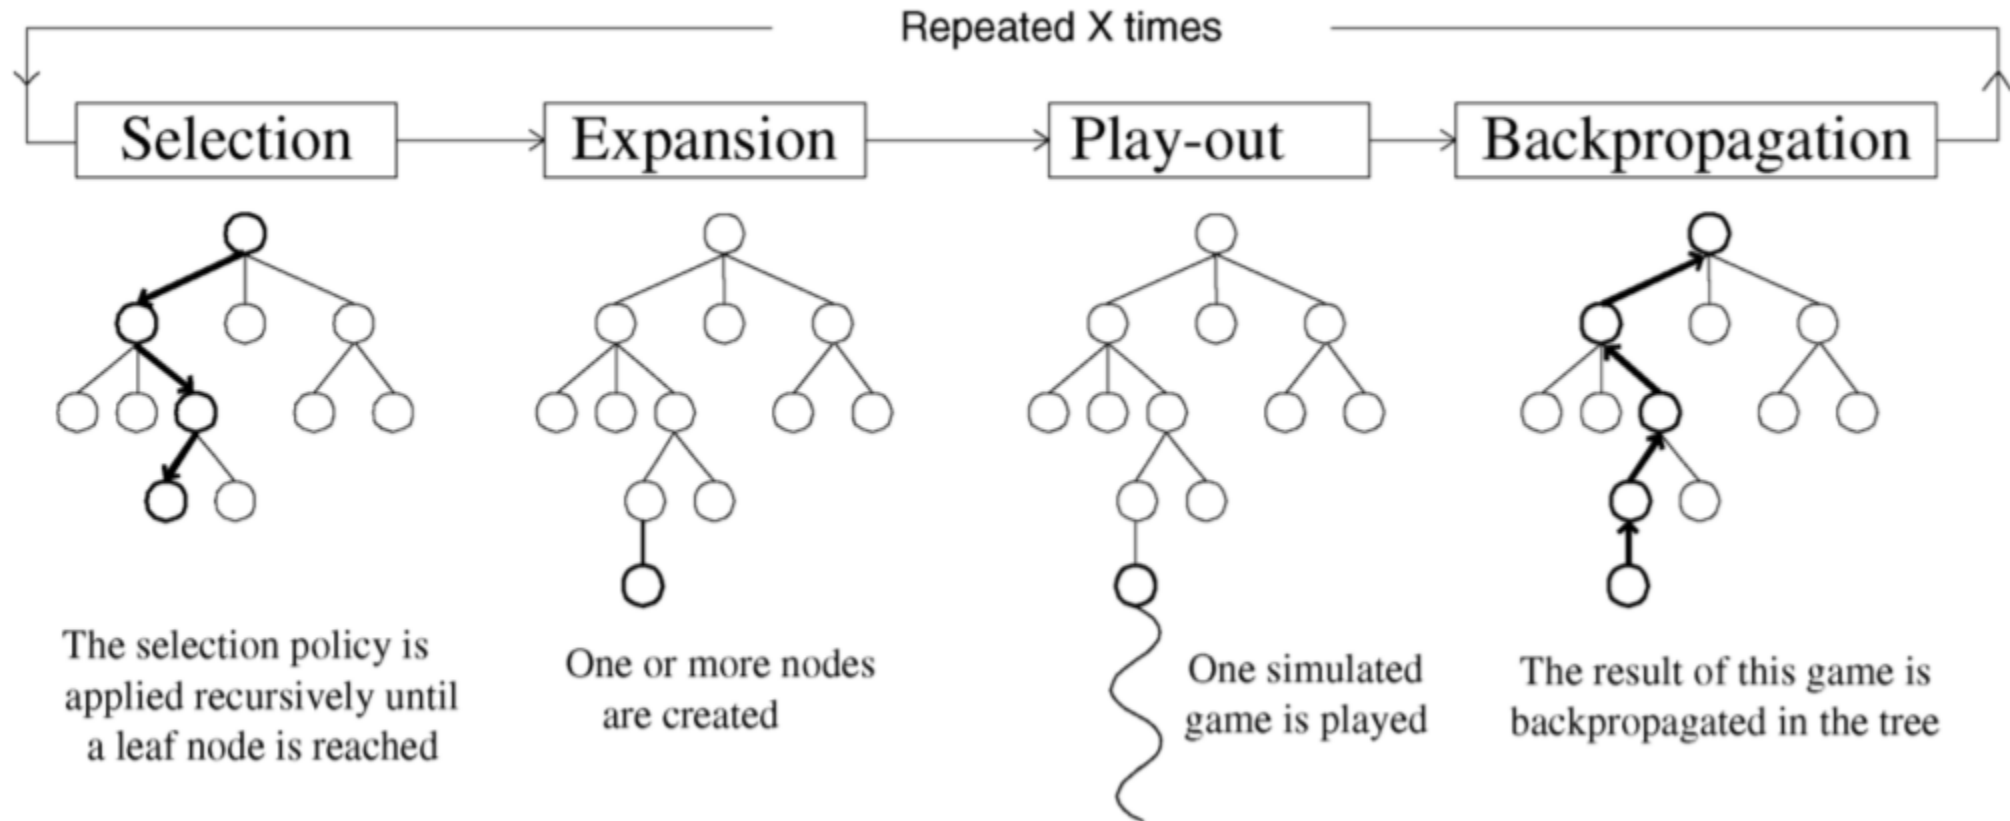 Repeated X times
Selection
Expansion
Play-out
Backpropagation
The selection policy is
applied recursively until
a leaf node is reached
One or more nodes
are created
One simulated
game is played
The result of this game is
backpropagated in the tree